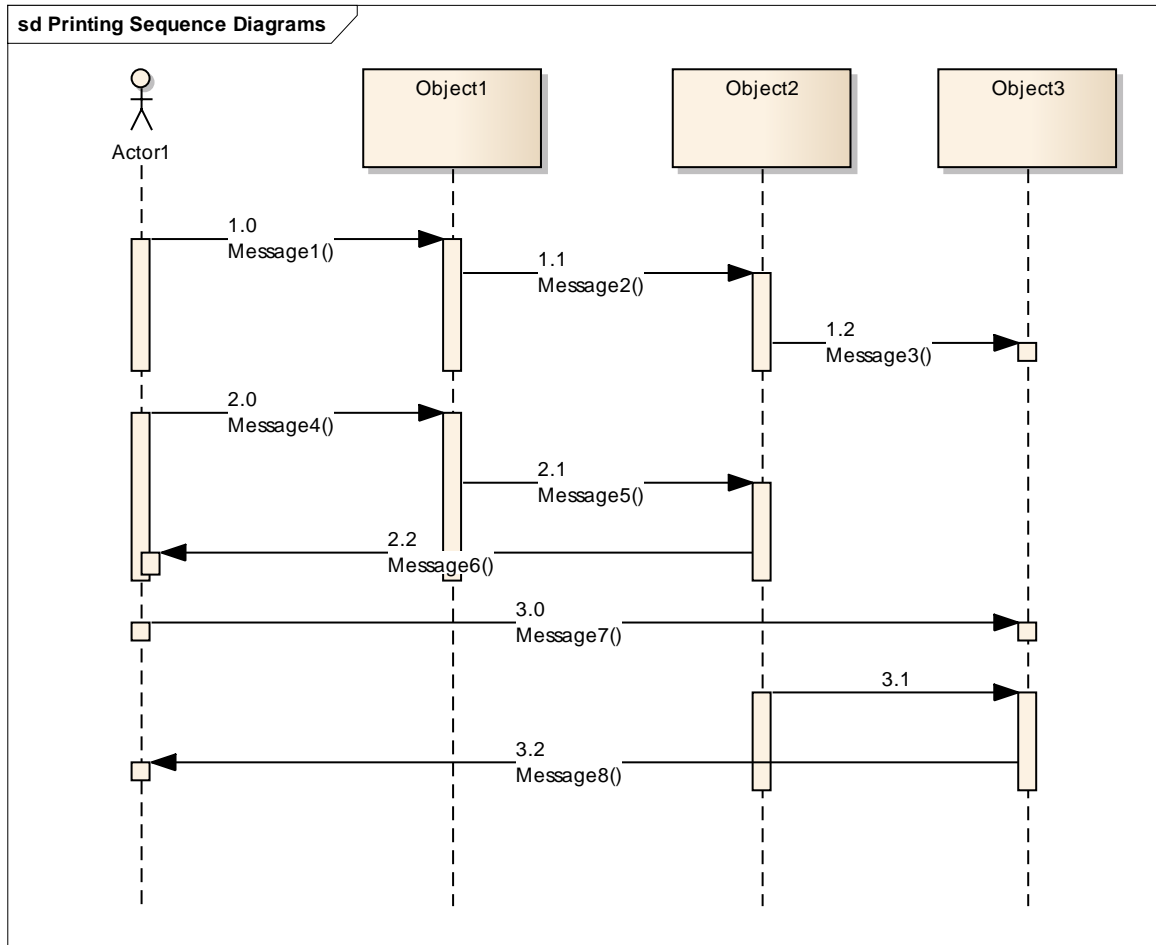 sd Printing Sequence Diagrams
Actor1
Object1
Object2
Object3
1.0
Message1()
1.1
Message2()
1.2
Message3()
2.0
Message4()
2.1
Message5()
2.2
Message6()
3.0
Message7()
3.1
3.2
Message8()